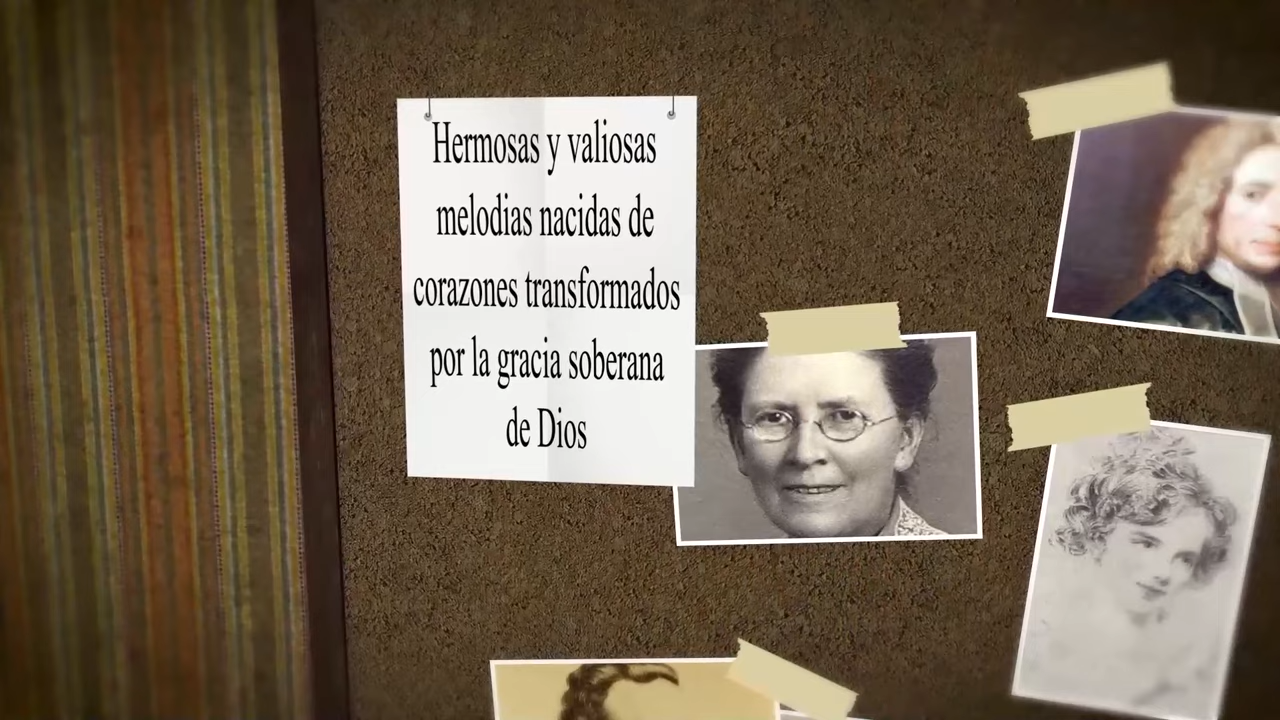 Hermosas y valiosas
melodias nacidas de
corazones transformados
por la gracia soberana
de Dios